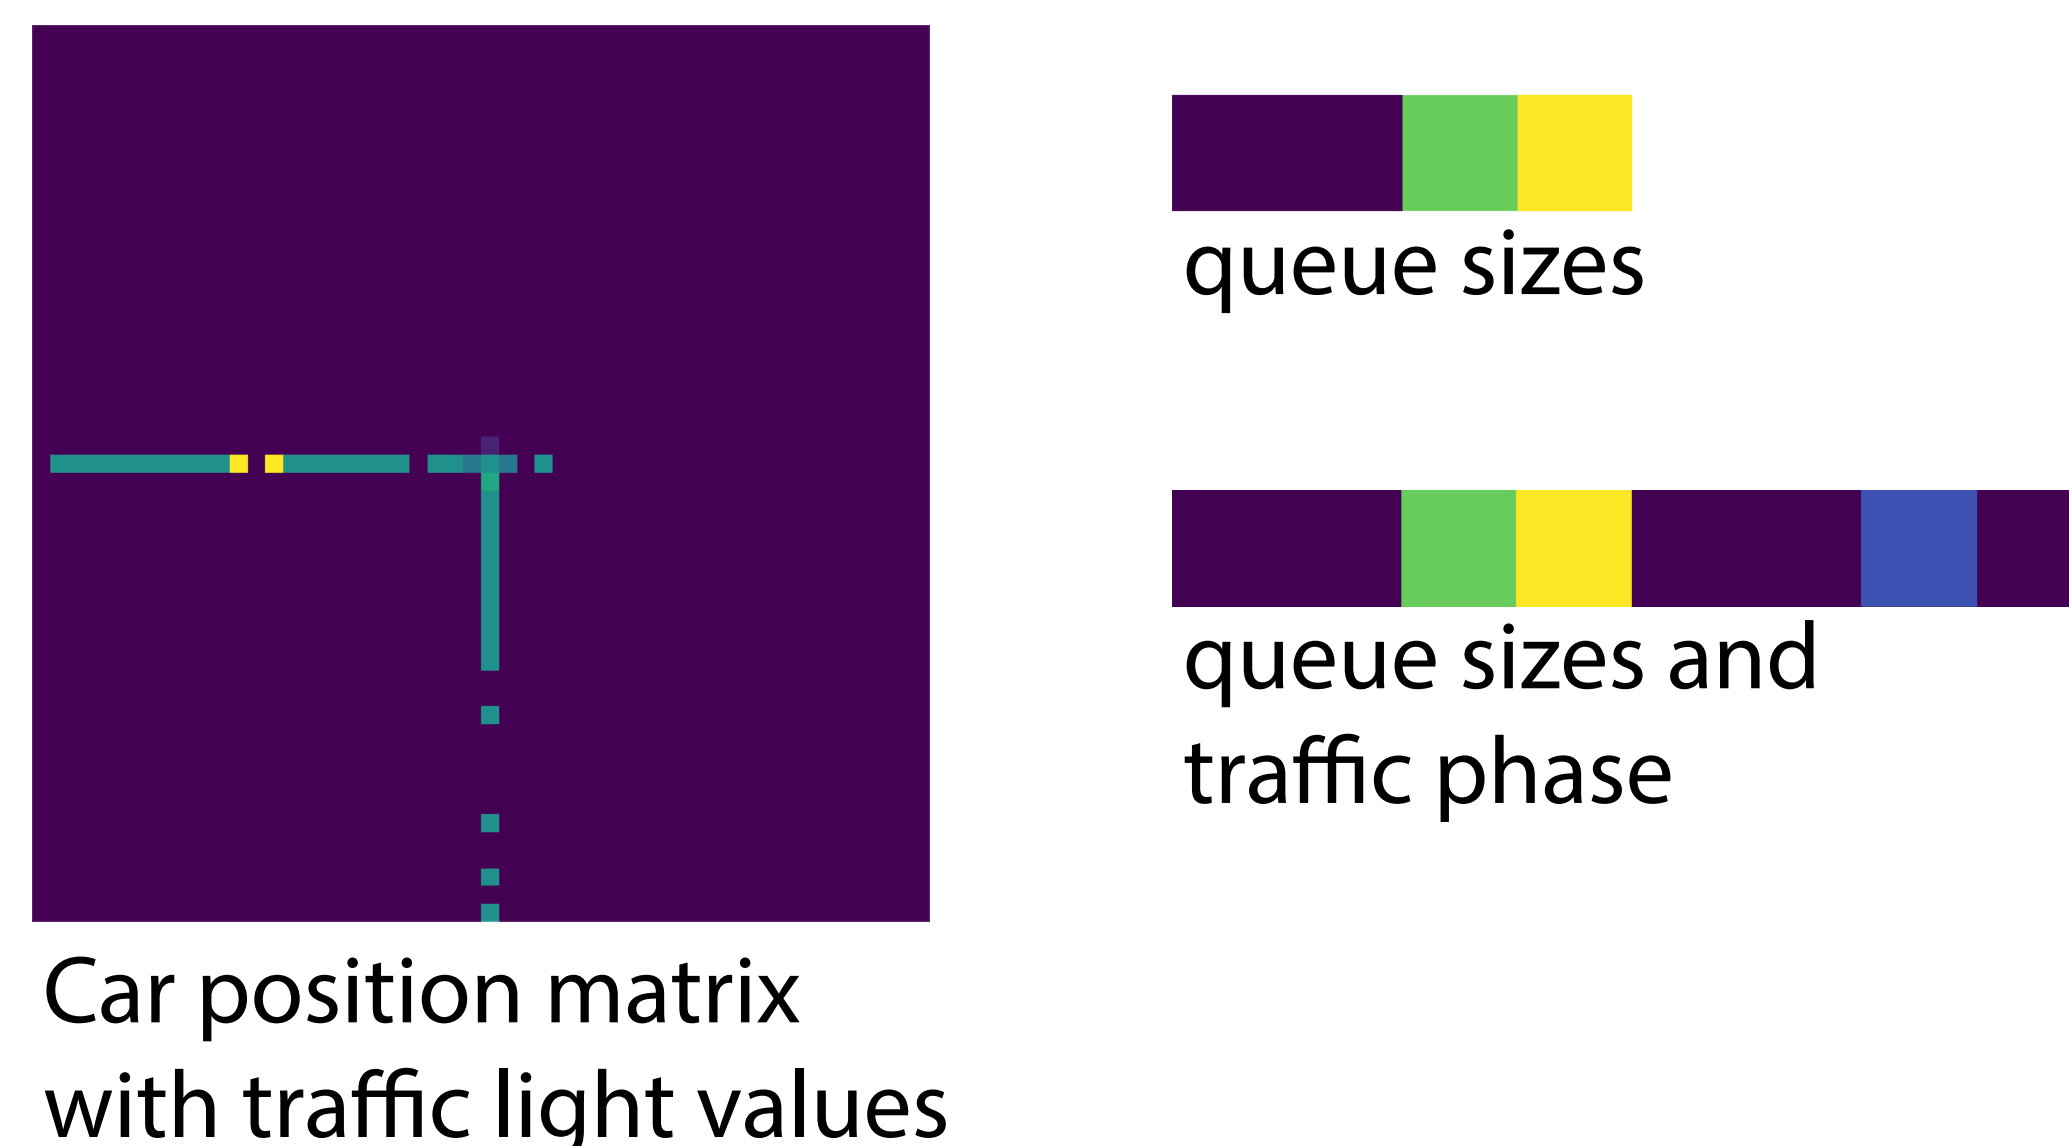 queue sizes
queue sizes and
traffic phase
Car position matrix
with traffic light values